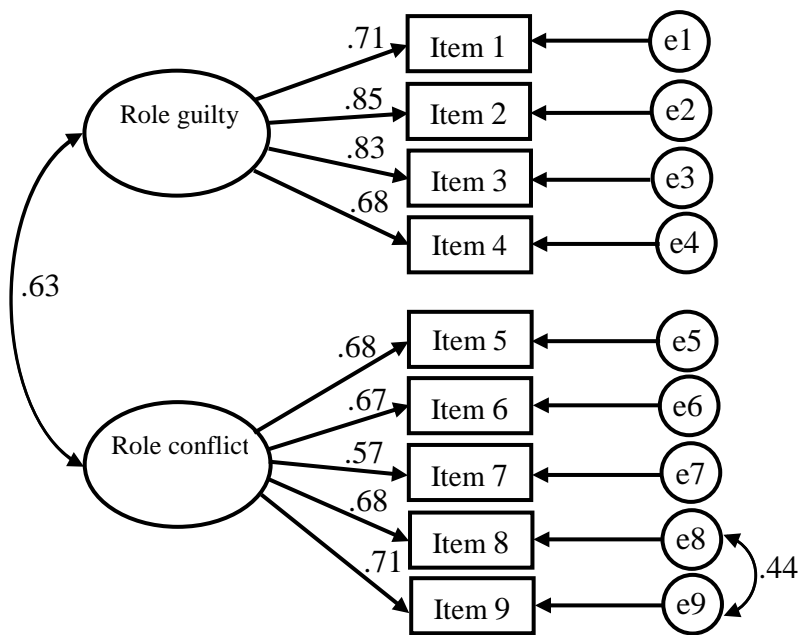 .71 Item 1 e1
Role guilty .85 Item 2 e2
.83 Item 3 e3
.68 Item 4 e4
.63
.68 Item 5 e5
.67 Item 6 e6
Role conflict .57 Item 7 e7
.68 Item 8 e8
.44
.71 Item 9 e9